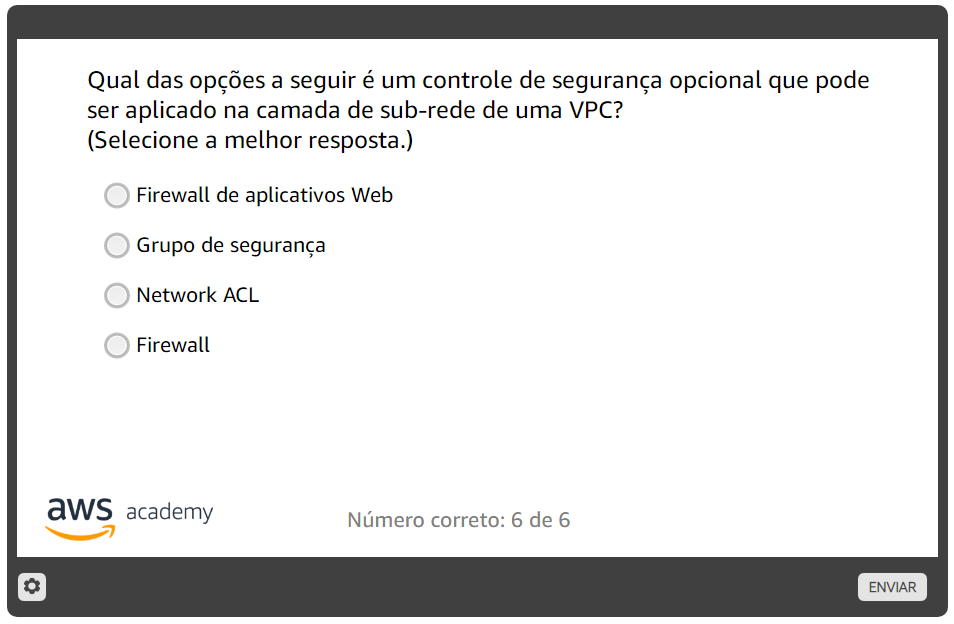 Qual das opções a seguir é um controle de segurança opcional que pode
ser aplicado na camada de sub-rede de uma VPC?
(Selecione a melhor resposta.)
Firewall de aplicativos Web
Grupo de segurança
Network ACL
Firewall
aws academy
Número correto: 6 de 6
ENVIAR